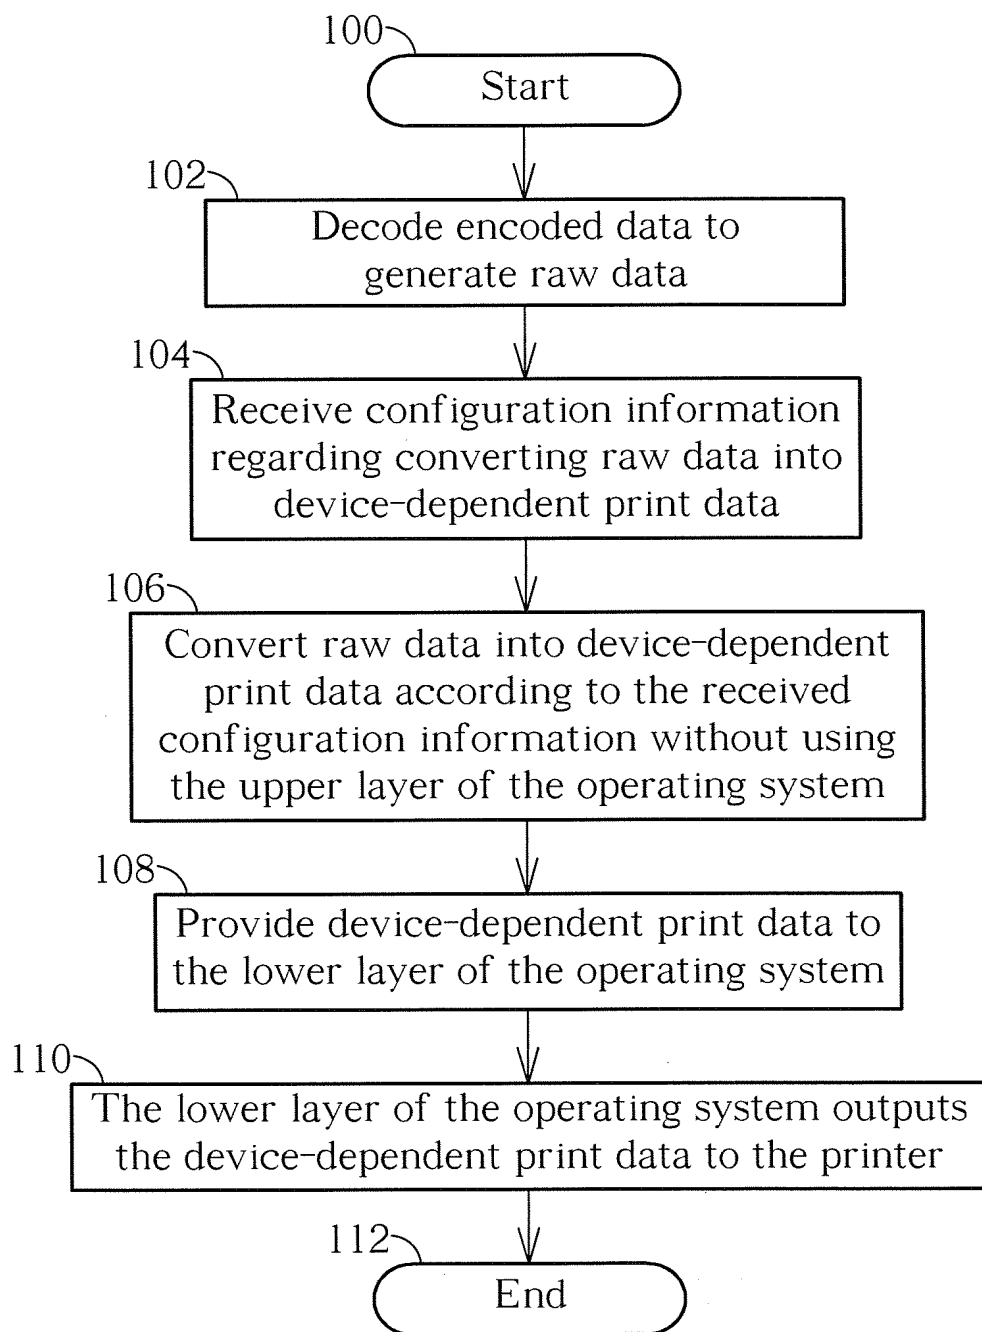 100
Start
102
Decode encoded data to
generate raw data
104
Receive configuration information
regarding converting raw data into
device-dependent print data
106
Convert raw data into device-dependent
print data according to the received
configuration information without using
the upper layer of the operating system
108
Provide device-dependent print data to
the lower layer of the operating system
110
The lower layer of the operating system outputs
the device-dependent print data to the printer
112
End